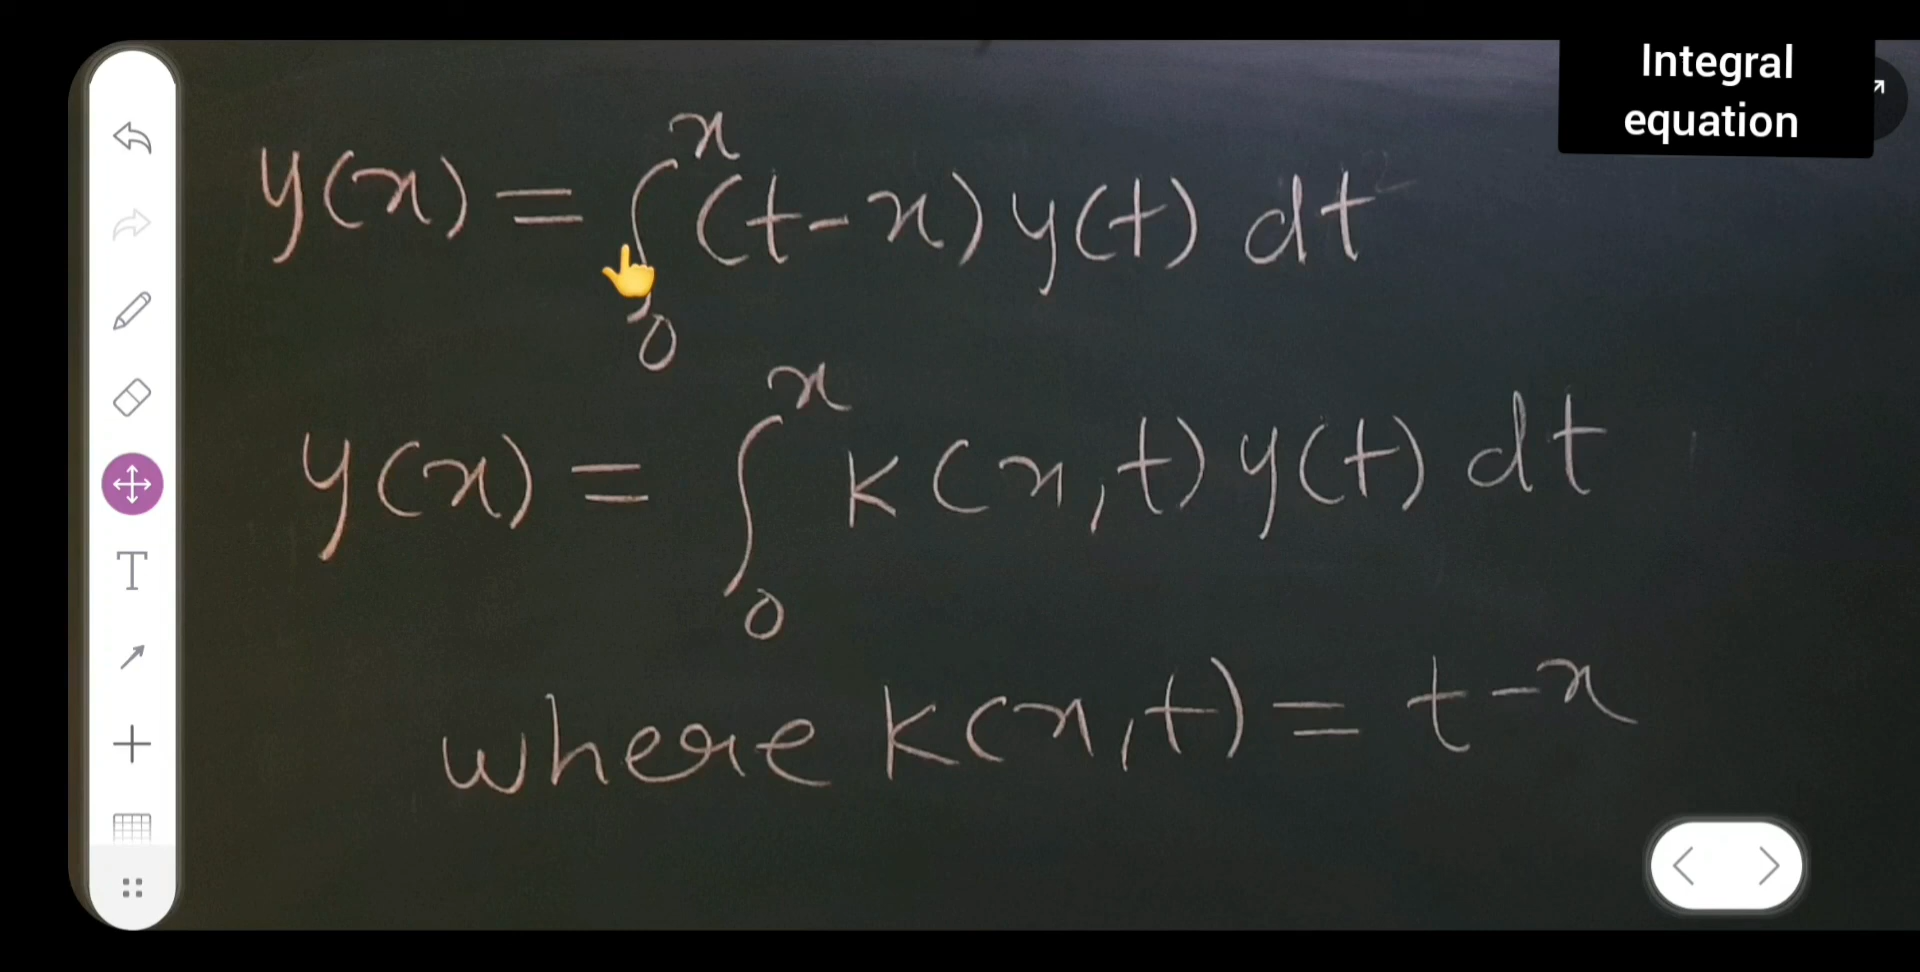 Integral
equation
y(x) = ∫₀ˣ (t-x) y(t) dt
y(x) = ∫₀ˣ K(x,t) y(t) dt
where K(x,t) = t-x
T